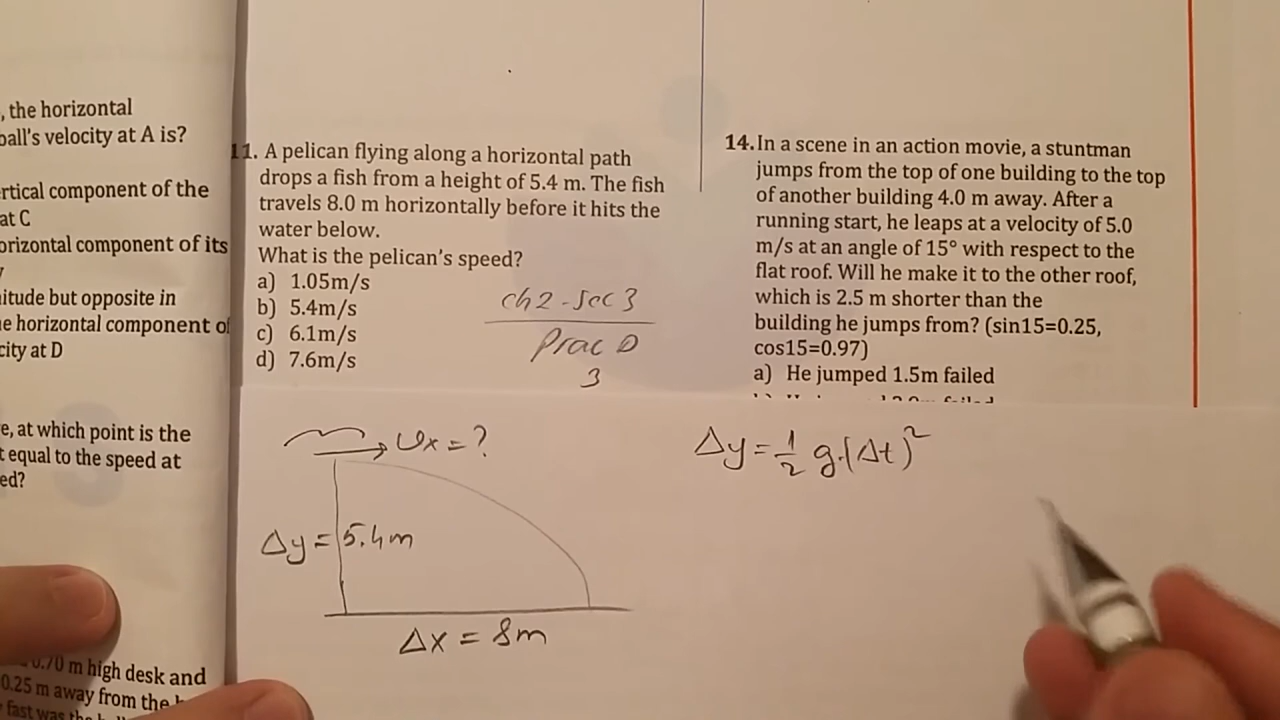 , the horizontal
ball's velocity at A is?
ertical component of the
at C
orizontal component of its
itude but opposite in
e horizontal component of
city at D
e, at which point is the
t equal to the speed at
ed?
0.70 m high desk and
0.25 m away from the
fast was the
11. A pelican flying along a horizontal path
drops a fish from a height of 5.4 m. The fish
travels 8.0 m horizontally before it hits the
water below.
What is the pelican's speed?
a) 1.05m/s
b) 5.4m/s
c) 6.1m/s
d) 7.6m/s
ch2-sec3
Prac D
3
υx=?
Δy=5.4m
Δx=8m
14. In a scene in an action movie, a stuntman
jumps from the top of one building to the top
of another building 4.0 m away. After a
running start, he leaps at a velocity of 5.0
m/s at an angle of 15° with respect to the
flat roof. Will he make it to the other roof,
which is 2.5 m shorter than the
building he jumps from? (sin15=0.25,
cos15=0.97)
a) He jumped 1.5m failed
Δy=½g.(Δt)²